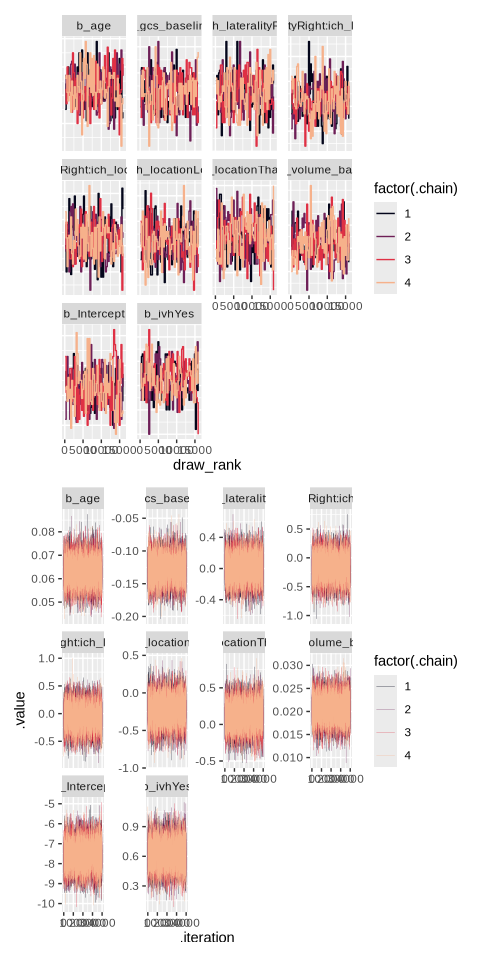 b_age
_gcs_baselin
h_lateralityR
tyRight:ich_l
Right:ich_loc
h_locationLo
_locationTha
_volume_ba
b_Intercept
b_ivhYes
draw_rank
factor(.chain)
1
2
3
4
b_age
cs_base
_lateralit
Right:ich
0.08
0.07
0.06
0.05
-0.05
-0.10
-0.15
-0.20
0.4
0.0
-0.4
0.5
0.0
-0.5
-1.0
ght:ich_l
_location
ocationTh
olume_b
1.0
0.5
0.0
-0.5
0.5
0.0
-0.5
-1.0
0.5
0.0
-0.5
0.030
0.025
0.020
0.015
0.010
_Intercep
b_ivhYes
-5
-6
-7
-8
-9
-10
0.9
0.6
0.3
.value
.iteration
factor(.chain)
1
2
3
4